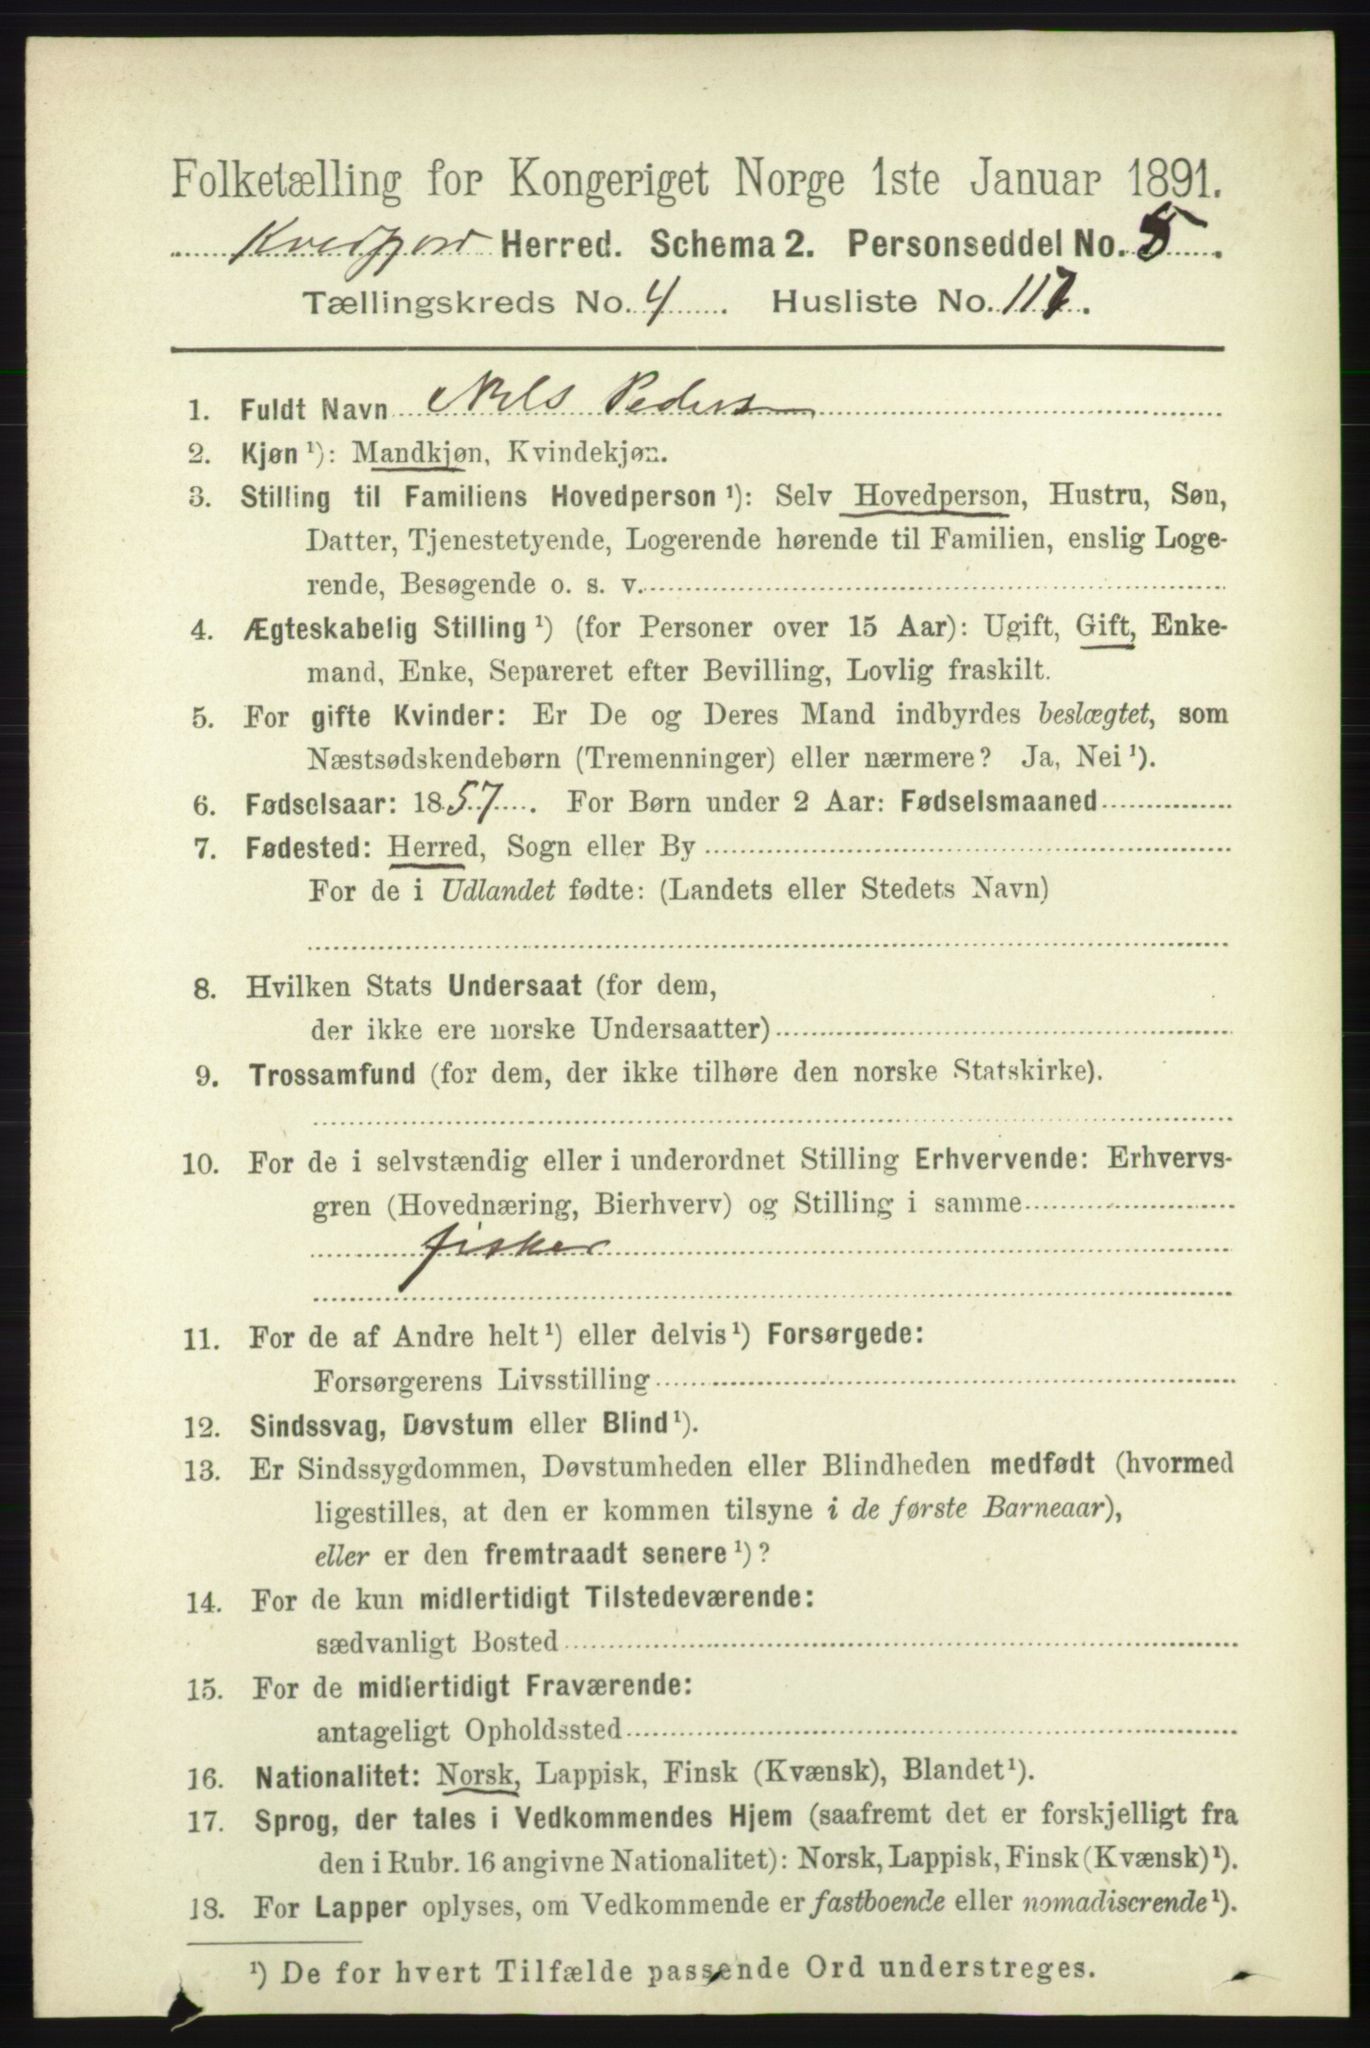 Folketælling for Kongeriget Norge 1ste Januar 1891.
Kvedfjord Herred. Schema 2. Personseddel No. 5.
Tællingskreds No. 4. Husliste No. 117.
1. Fuldt Navn Nils Peders
2. Kjøn ¹): Mandkjøn, Kvindekjøn.
3. Stilling til Familiens Hovedperson ¹): Selv Hovedperson, Hustru, Søn,
Datter, Tjenestetyende, Logerende hørende til Familien, enslig Loge-
rende, Besøgende o. s. v.
4. Ægteskabelig Stilling ¹) (for Personer over 15 Aar): Ugift, Gift, Enke-
mand, Enke, Separeret efter Bevilling, Lovlig fraskilt.
5. For gifte Kvinder: Er De og Deres Mand indbyrdes beslægtet, som
Næstsødskendebørn (Tremenninger) eller nærmere? Ja, Nei ¹).
6. Fødselsaar: 1857. For Børn under 2 Aar: Fødselsmaaned
7. Fødested: Herred, Sogn eller By
For de i Udlandet fødte: (Landets eller Stedets Navn)
8. Hvilken Stats Undersaat (for dem,
der ikke ere norske Undersaatter)
9. Trossamfund (for dem, der ikke tilhøre den norske Statskirke).
10. For de i selvstændig eller i underordnet Stilling Erhvervende: Erhvervs-
gren (Hovednæring, Bierhverv) og Stilling i samme
fisker
11. For de af Andre helt ¹) eller delvis ¹) Forsørgede:
Forsørgerens Livsstilling
12. Sindssvag, Døvstum eller Blind ¹).
13. Er Sindssygdommen, Døvstumheden eller Blindheden medfødt (hvormed
ligestilles, at den er kommen tilsyne i de første Barneaar),
eller er den fremtraadt senere ¹)?
14. For de kun midlertidigt Tilstedeværende:
sædvanligt Bosted
15. For de midlertidigt Fraværende:
antageligt Opholdssted
16. Nationalitet: Norsk, Lappisk, Finsk (Kvænsk), Blandet ¹).
17. Sprog, der tales i Vedkommendes Hjem (saafremt det er forskjelligt fra
den i Rubr. 16 angivne Nationalitet): Norsk, Lappisk, Finsk (Kvænsk) ¹).
18. For Lapper oplyses, om Vedkommende er fastboende eller nomadiserende ¹).
¹) De for hvert Tilfælde passende Ord understreges.